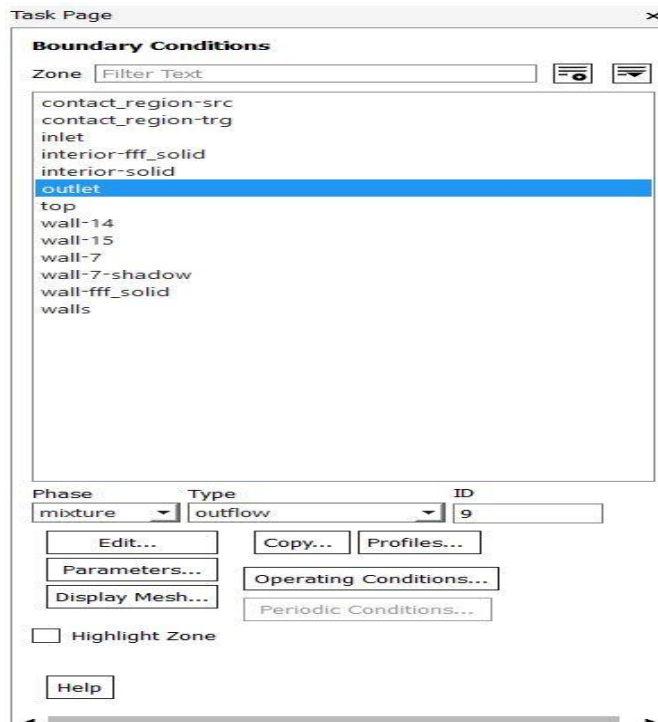 Task Page
Boundary Conditions
Zone Filter Text
contact_region-src
contact_region-trg
inlet
interior-fff_solid
interior-solid
outlet
top
wall-14
wall-15
wall-7
wall-7-shadow
wall-fff_solid
walls
Phase Type ID
mixture outflow 9
Edit... Copy... Profiles...
Parameters... Operating Conditions...
Display Mesh... Periodic Conditions...
Highlight Zone
Help